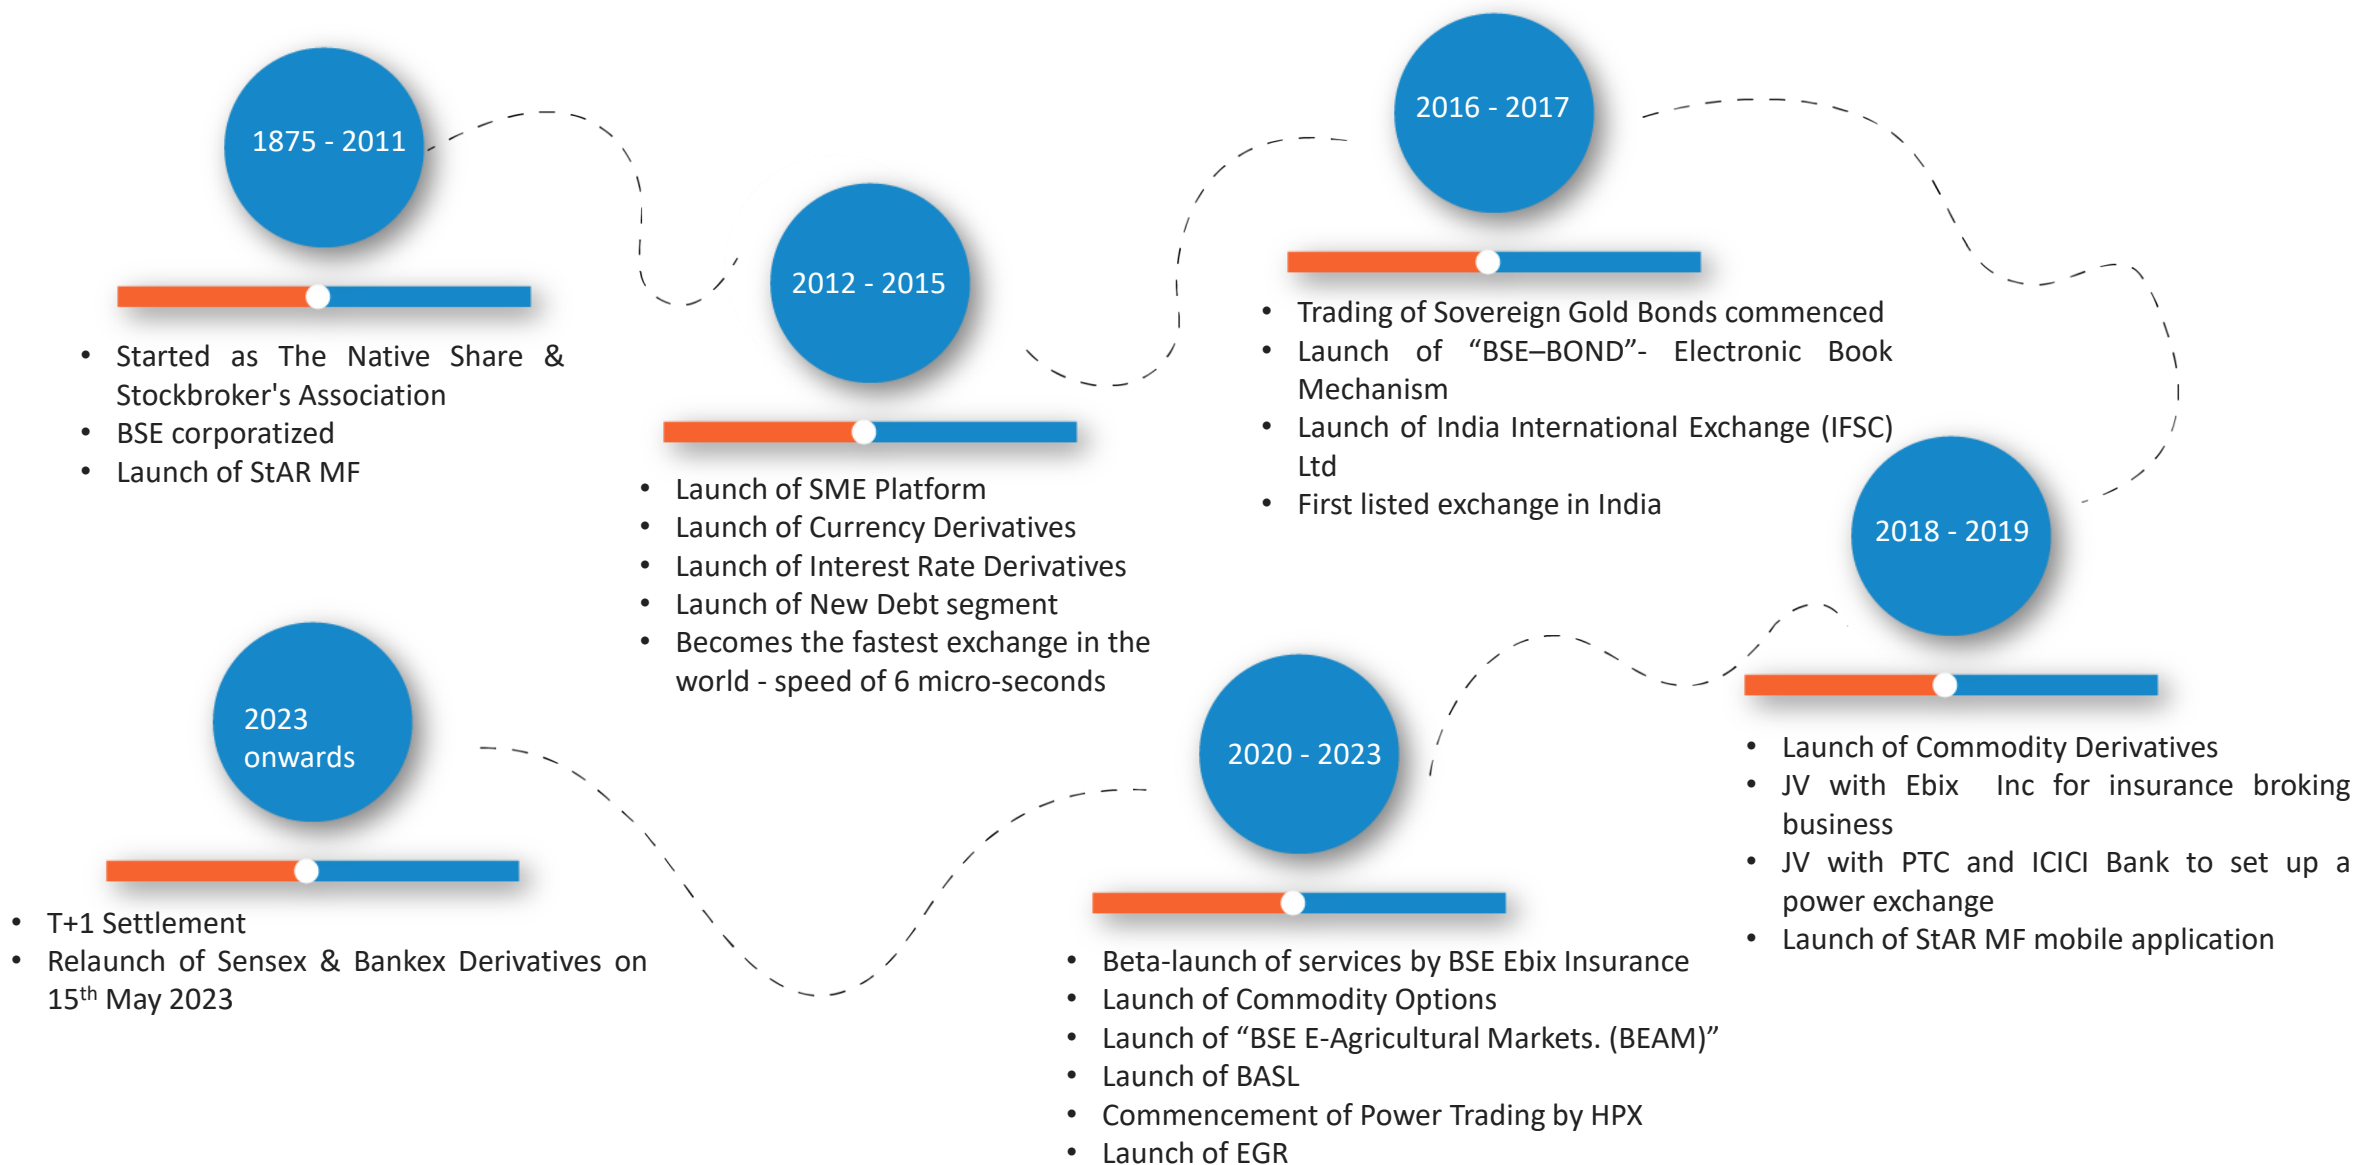 1875 - 2011
• Started as The Native Share &
Stockbroker's Association
• BSE corporatized
• Launch of StAR MF
2012 - 2015
• Launch of SME Platform
• Launch of Currency Derivatives
• Launch of Interest Rate Derivatives
• Launch of New Debt segment
• Becomes the fastest exchange in the
world - speed of 6 micro-seconds
2016 - 2017
• Trading of Sovereign Gold Bonds commenced
• Launch of “BSE–BOND”- Electronic Book
Mechanism
• Launch of India International Exchange (IFSC)
Ltd
• First listed exchange in India
2018 - 2019
• Launch of Commodity Derivatives
• JV with Ebix Inc for insurance broking
business
• JV with PTC and ICICI Bank to set up a
power exchange
• Launch of StAR MF mobile application
2020 - 2023
• Beta-launch of services by BSE Ebix Insurance
• Launch of Commodity Options
• Launch of “BSE E-Agricultural Markets. (BEAM)”
• Launch of BASL
• Commencement of Power Trading by HPX
• Launch of EGR
2023
onwards
• T+1 Settlement
• Relaunch of Sensex & Bankex Derivatives on
15th May 2023